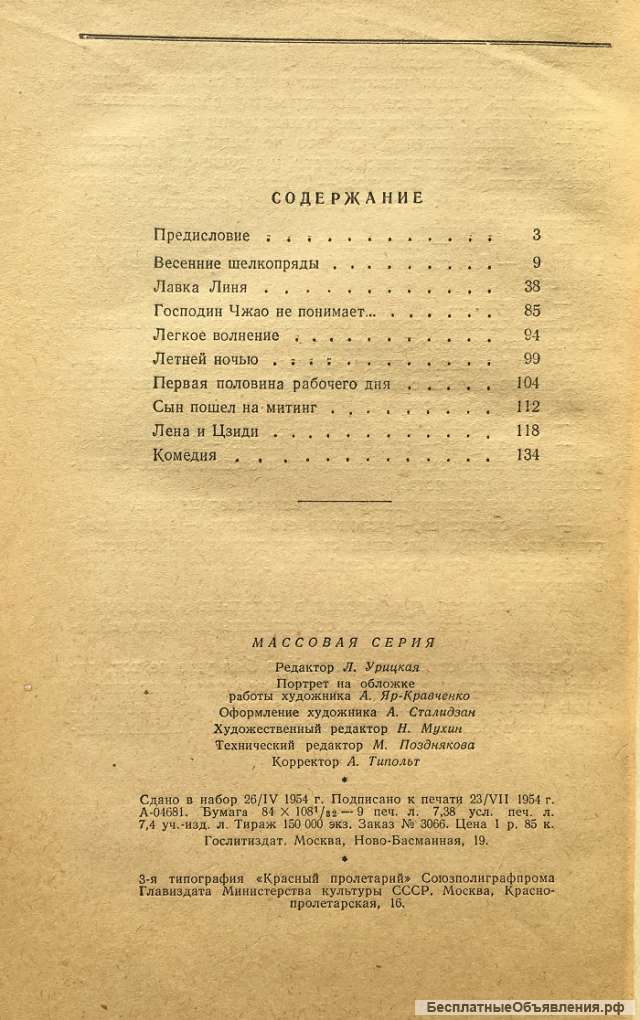 СОДЕРЖАНИЕ
Предисловие . . . . . . . . . . . . 3
Весенние шелкопряды . . . . . . . . . 9
Лавка Линя . . . . . . . . . . . . 38
Господин Чжао не понимает... . . . . . . 85
Легкое волнение . . . . . . . . . . . 94
Летней ночью . . . . . . . . . . . . 99
Первая половина рабочего дня . . . . . 104
Сын пошел на митинг . . . . . . . . . 112
Лена и Цзиди . . . . . . . . . . . . 118
Комедия . . . . . . . . . . . . . 134
МАССОВАЯ СЕРИЯ
Редактор Л. Урицкая
Портрет на обложке
работы художника А. Яр-Кравченко
Оформление художника А. Сталидзан
Художественный редактор Н. Мухин
Технический редактор М. Позднякова
Корректор А. Типольт
*
Сдано в набор 26/IV 1954 г. Подписано к печати 23/VII 1954 г.
А-04681. Бумага 84 × 108¹/₃₂ — 9 печ. л. 7,38 усл. печ. л.
7,4 уч.-изд. л. Тираж 150 000 экз. Заказ № 3066. Цена 1 р. 85 к.
Гослитиздат. Москва, Ново-Басманная, 19.
*
3-я типография «Красный пролетарий» Союзполиграфпрома
Главиздата Министерства культуры СССР. Москва, Красно-
пролетарская, 16.
БесплатныеОбъявления.рф